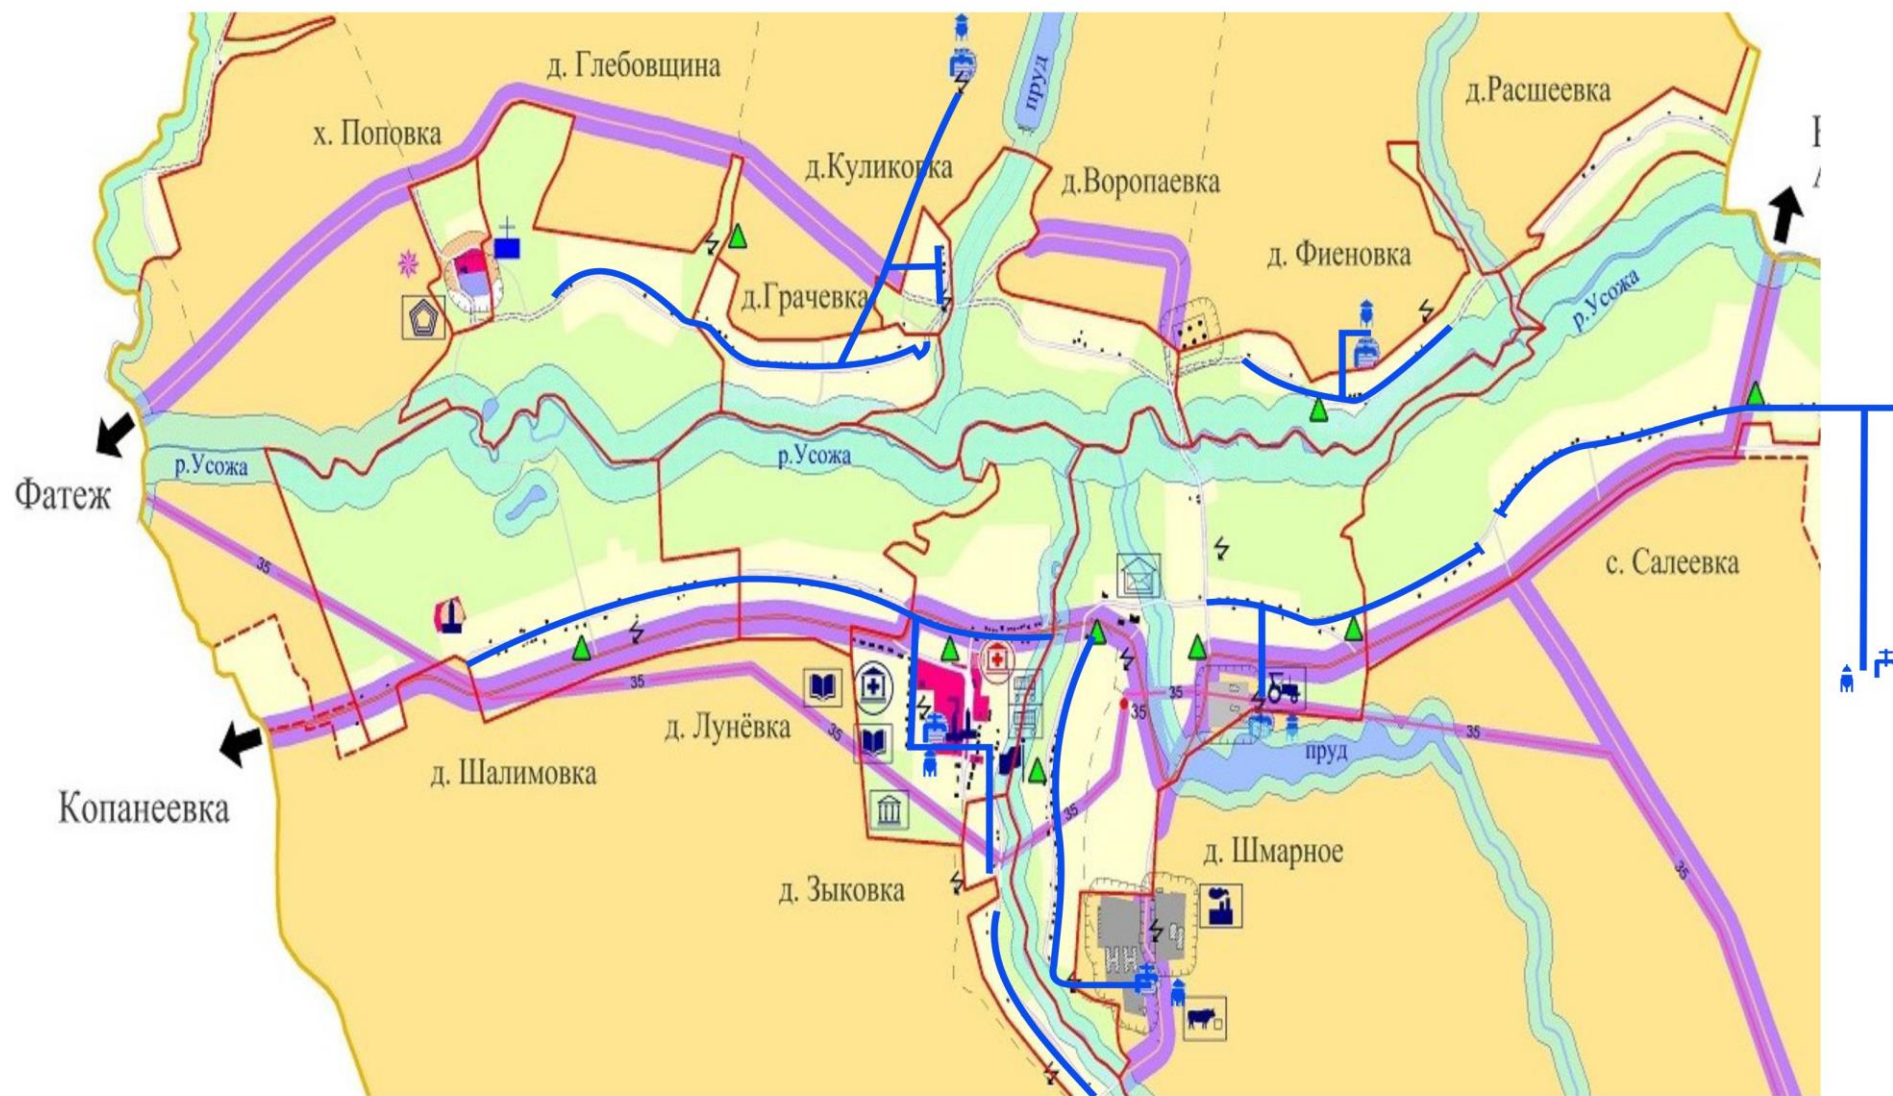 д. Глебовщина
пруд
д.Расшеевка
х. Поповка
д.Куликовка
д.Воропаевка
д. Фиеновка
д.Грачевка
р.Усожа
р.Усожа
р.Усожа
Фатеж
35
с. Салеевка
35
35
35
35
35
пруд
д. Лунёвка
д. Шалимовка
Копанеевка
35
д. Шмарное
35
д. Зыковка